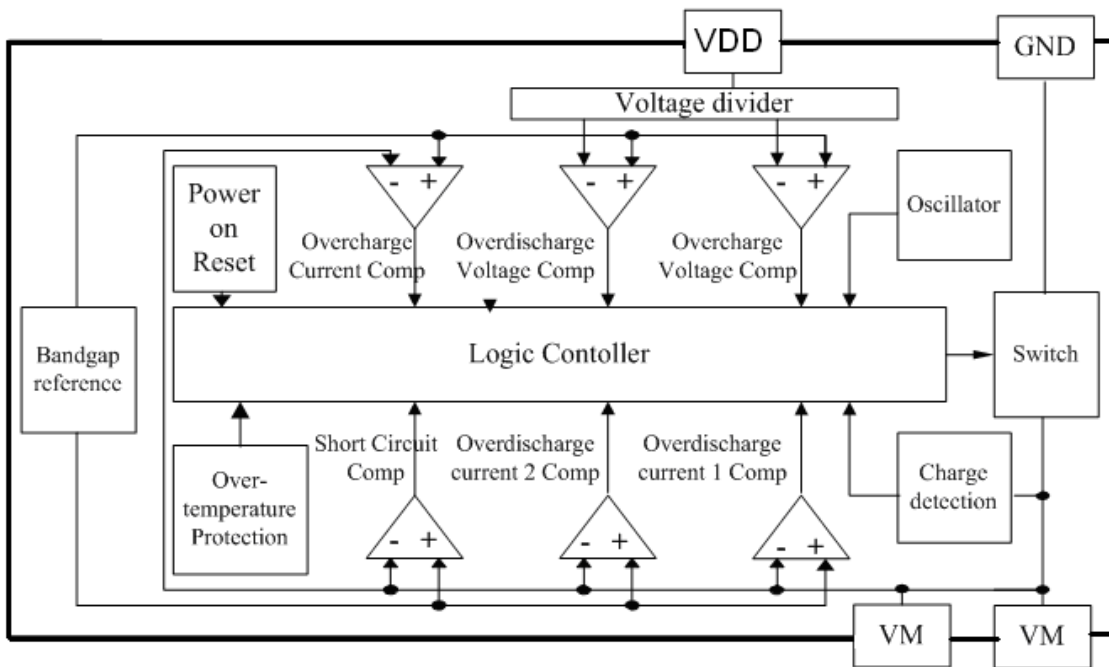 VDD
GND
Voltage divider
- +
- +
- +
Power
on
Reset
Oscillator
Overcharge
Current Comp
Overdischarge
Voltage Comp
Overcharge
Voltage Comp
Bandgap
reference
Logic Contoller
Switch
Short Circuit
Comp
Overdischarge
current 2 Comp
Overdischarge
current 1 Comp
Over-
temperature
Protection
Charge
detection
- +
- +
- +
VM
VM